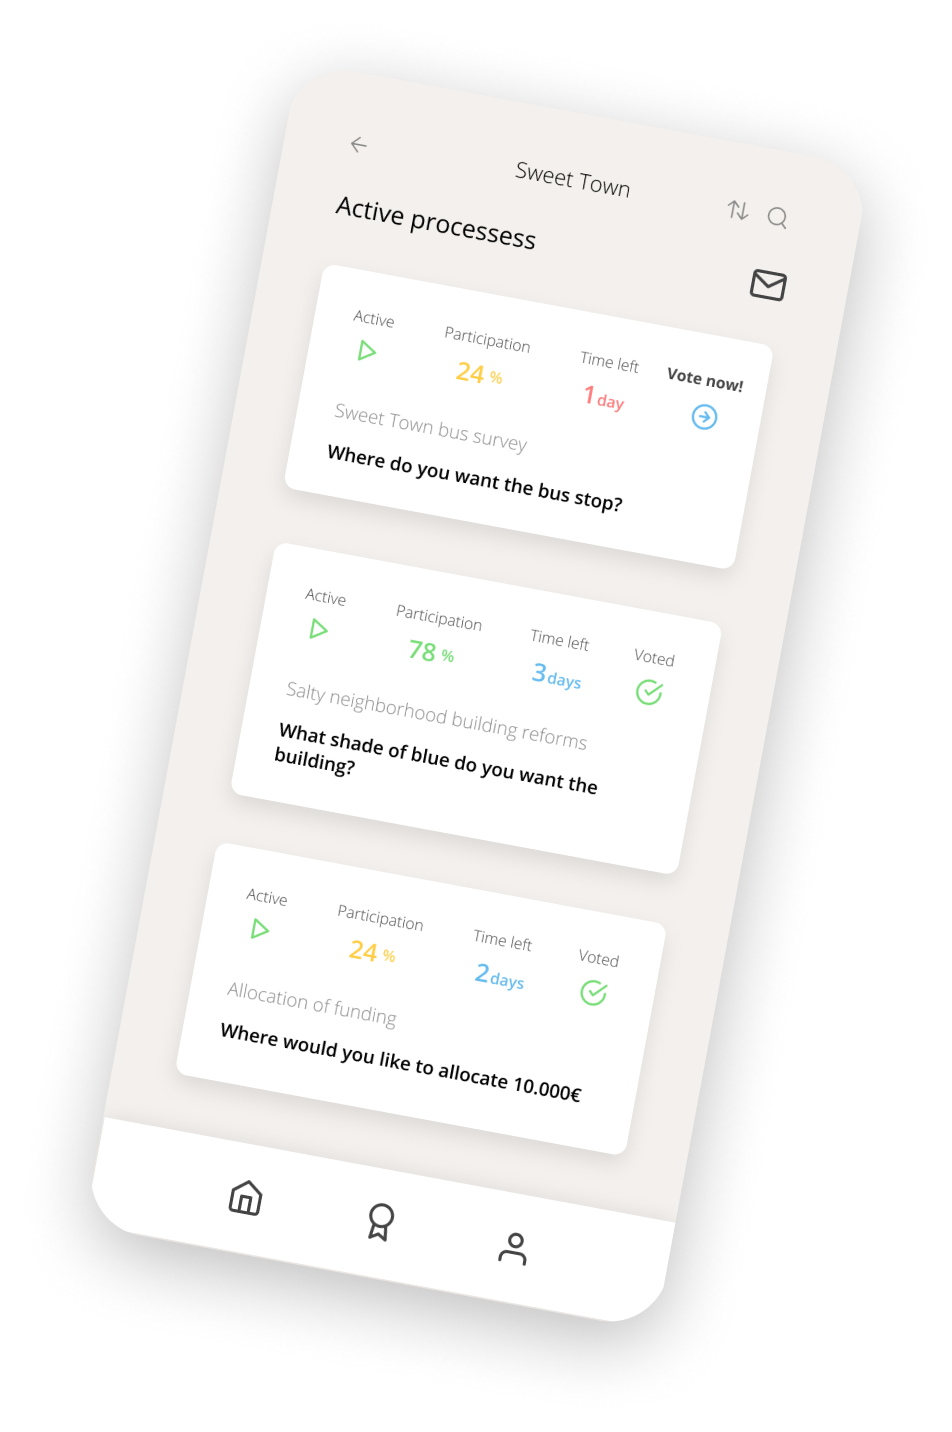 Sweet Town
Active processess
Active Participation Time left Vote now!
24 % 1 day
Sweet Town bus survey
Where do you want the bus stop?
Active Participation Time left Voted
78 % 3 days
Salty neighborhood building reforms
What shade of blue do you want the
building?
Active Participation Time left Voted
24 % 2 days
Allocation of funding
Where would you like to allocate 10.000€